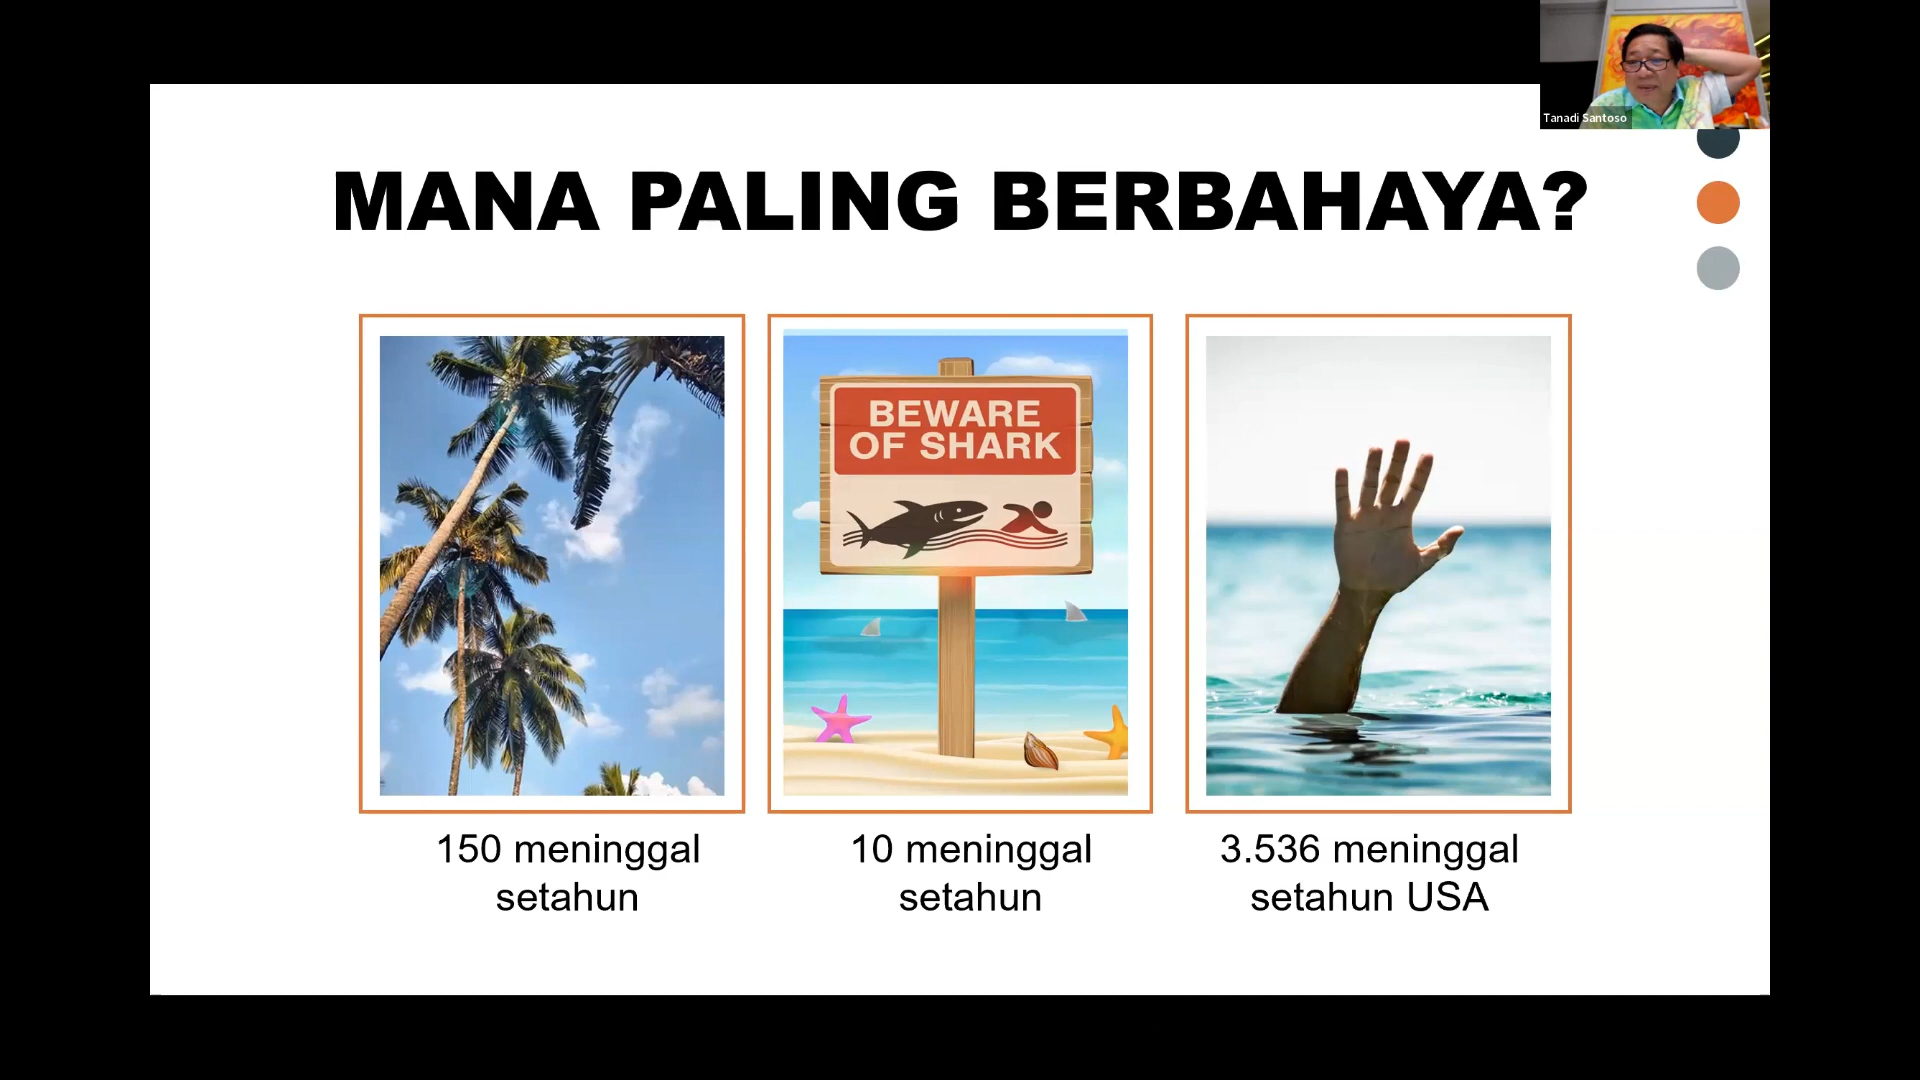 Tanadi Santoso
MANA PALING BERBAHAYA?
BEWARE
OF SHARK
150 meninggal
setahun
10 meninggal
setahun
3.536 meninggal
setahun USA